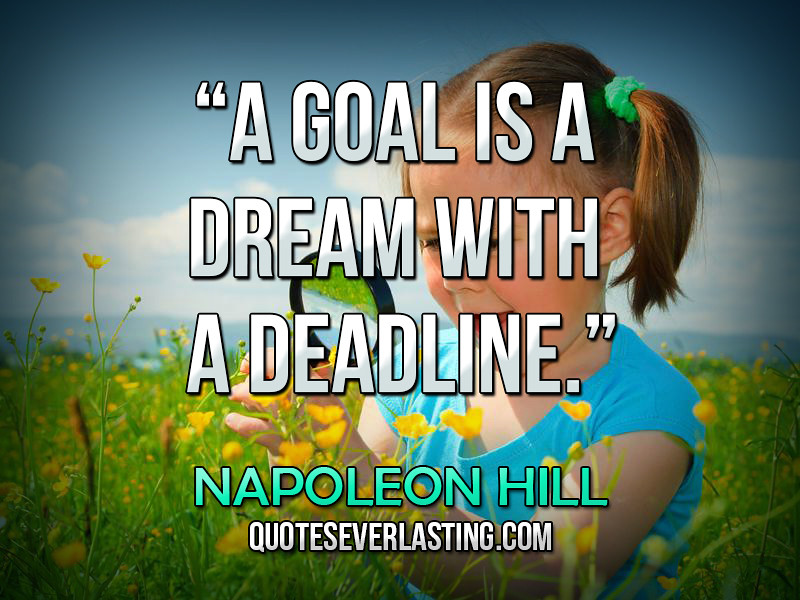 “A GOAL IS A
DREAM WITH
A DEADLINE.”
NAPOLEON HILL
QUOTESEVERLASTING.COM